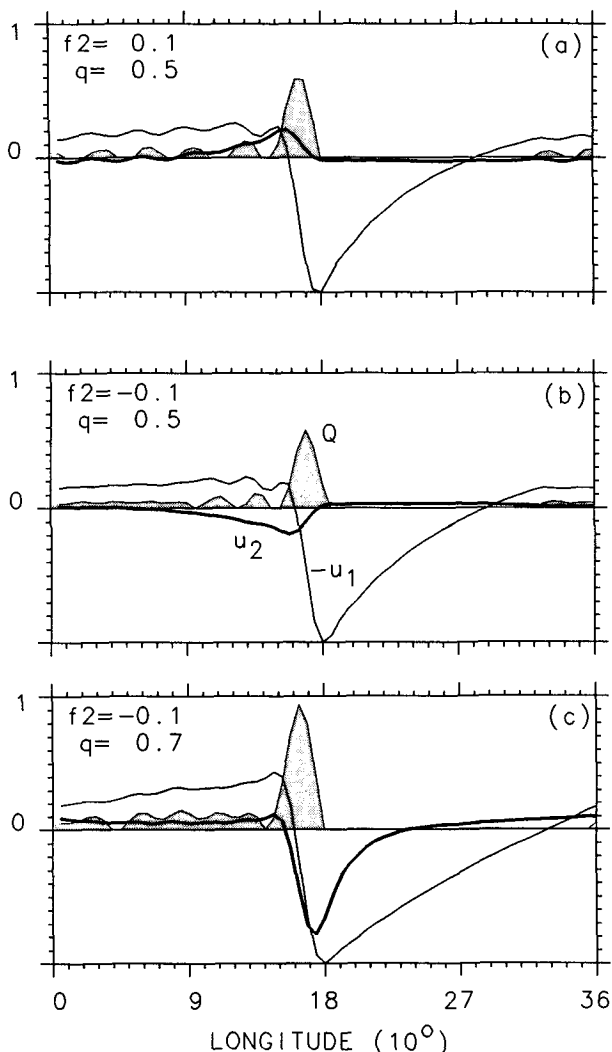 1
f2= 0.1
q= 0.5
(a)
0
1
f2=-0.1
q= 0.5
(b)
Q
0
u2
-u1
1
f2=-0.1
q= 0.7
(c)
0
0 9 18 27 36
LONGITUDE (10°)